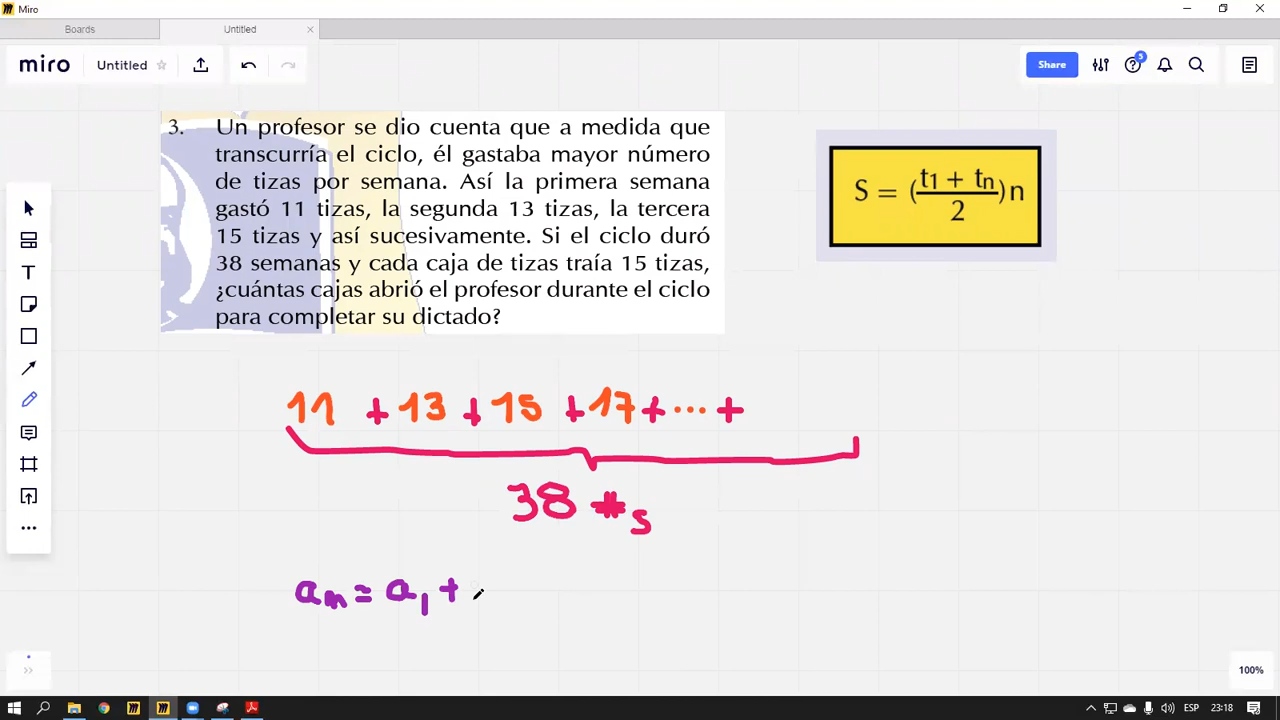 Miro
Boards
Untitled
miro
Untitled
Share
5
3. Un profesor se dio cuenta que a medida que
transcurría el ciclo, él gastaba mayor número
de tizas por semana. Así la primera semana
gastó 11 tizas, la segunda 13 tizas, la tercera
15 tizas y así sucesivamente. Si el ciclo duró
38 semanas y cada caja de tizas traía 15 tizas,
¿cuántas cajas abrió el profesor durante el ciclo
para completar su dictado?
S = (t₁ + tₙ / 2) n
11 + 13 + 15 + 17 + ... +
38 #s
aₙ = a₁ +
100%
ESP
23:18